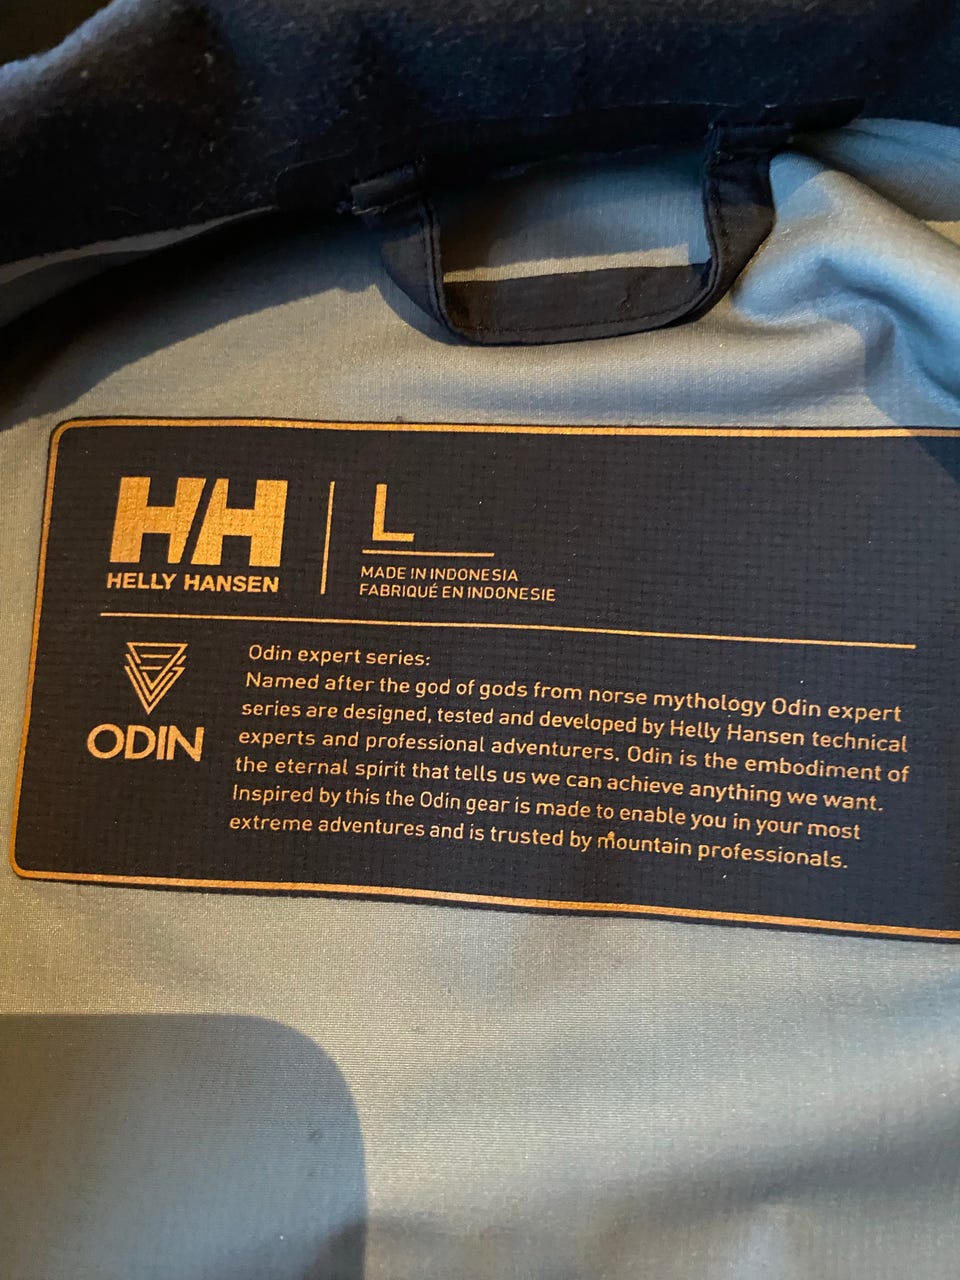 HH
HELLY HANSEN
L
MADE IN INDONESIA
FABRIQUÉ EN INDONESIE
ODIN
Odin expert series:
Named after the god of gods from norse mythology Odin expert
series are designed, tested and developed by Helly Hansen technical
experts and professional adventurers. Odin is the embodiment of
the eternal spirit that tells us we can achieve anything we want.
Inspired by this the Odin gear is made to enable you in your most
extreme adventures and is trusted by mountain professionals.